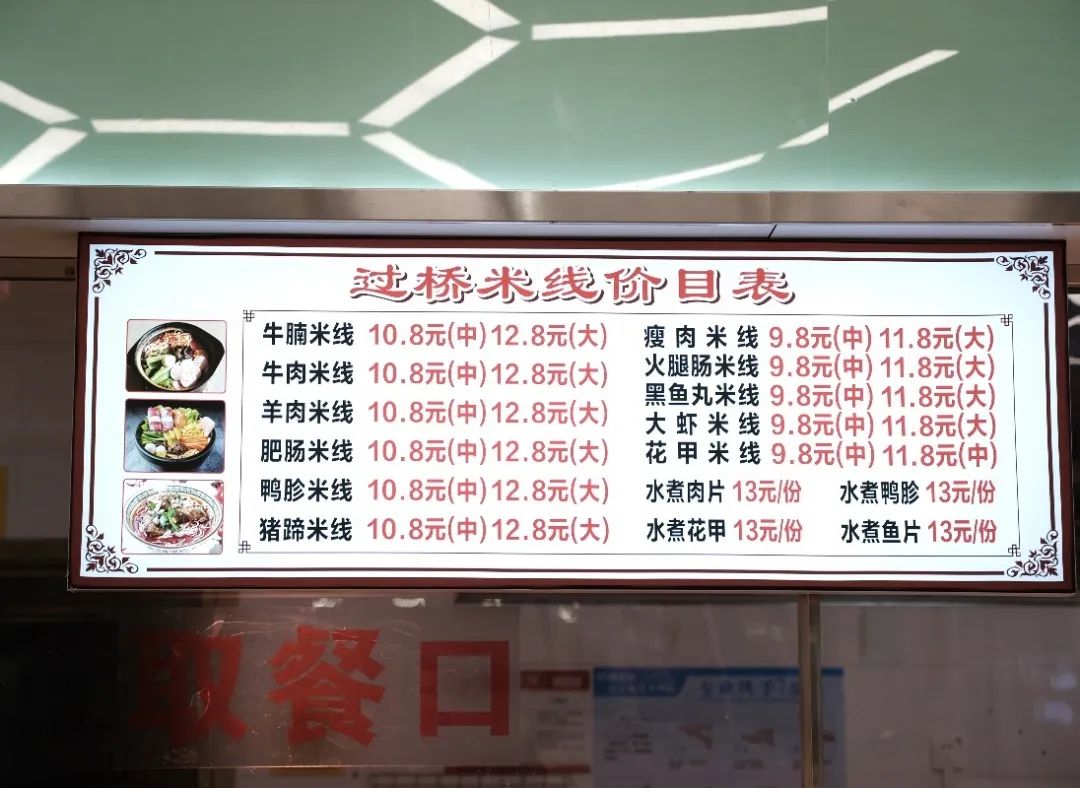 过桥米线价目表
牛腩米线 10.8元(中) 12.8元(大)
牛肉米线 10.8元(中) 12.8元(大)
羊肉米线 10.8元(中) 12.8元(大)
肥肠米线 10.8元(中) 12.8元(大)
鸭胗米线 10.8元(中) 12.8元(大)
猪蹄米线 10.8元(中) 12.8元(大)
瘦肉米线 9.8元(中) 11.8元(大)
火腿肠米线 9.8元(中) 11.8元(大)
黑鱼丸米线 9.8元(中) 11.8元(大)
大虾米线 9.8元(中) 11.8元(大)
花甲米线 9.8元(中) 11.8元(中)
水煮肉片 13元/份 水煮鸭胗 13元/份
水煮花甲 13元/份 水煮鱼片 13元/份
取餐口